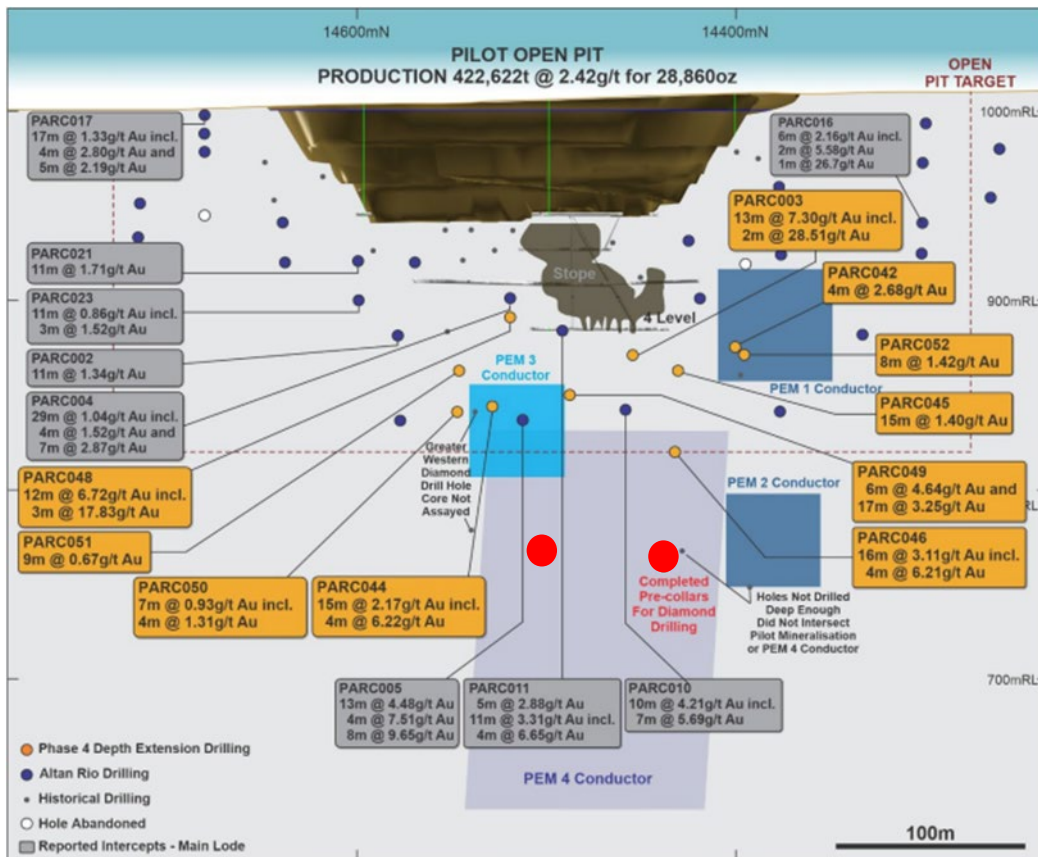 14600mN
14400mN
PILOT OPEN PIT
PRODUCTION 422,622t @ 2.42g/t for 28,860oz
OPEN
PIT TARGET
1000mRL
PARC017
17m @ 1.33g/t Au incl.
4m @ 2.80g/t Au and
5m @ 2.19g/t Au
PARC016
6m @ 2.16g/t Au incl.
2m @ 5.58g/t Au
1m @ 26.7g/t Au
PARC003
13m @ 7.30g/t Au incl.
2m @ 28.51g/t Au
PARC021
11m @ 1.71g/t Au
Stope
PARC042
4m @ 2.68g/t Au
PARC023
11m @ 0.86g/t Au incl.
3m @ 1.52g/t Au
900mRL
4 Level
PARC002
11m @ 1.34g/t Au
PEM 3
Conductor
PEM 1 Conductor
PARC052
8m @ 1.42g/t Au
PARC004
29m @ 1.04g/t Au incl.
4m @ 1.52g/t Au and
7m @ 2.87g/t Au
PARC045
15m @ 1.40g/t Au
Greater
Western
Diamond
Drill Hole
Core Not
Assayed
PARC048
12m @ 6.72g/t Au incl.
3m @ 17.83g/t Au
PARC049
6m @ 4.64g/t Au and
17m @ 3.25g/t Au
PEM 2 Conductor
RL
PARC051
9m @ 0.67g/t Au
PARC046
16m @ 3.11g/t Au incl.
4m @ 6.21g/t Au
PARC050
7m @ 0.93g/t Au incl.
4m @ 1.31g/t Au
PARC044
15m @ 2.17g/t Au incl.
4m @ 6.22g/t Au
Completed
Pre-collars
For Diamond
Drilling
Holes Not Drilled
Deep Enough
Did Not Intersect
Pilot Mineralisation
or PEM 4 Conductor
700mRL
PARC005
13m @ 4.48g/t Au
4m @ 7.51g/t Au
8m @ 9.65g/t Au
PARC011
5m @ 2.88g/t Au
11m @ 3.31g/t Au incl.
4m @ 6.65g/t Au
PARC010
10m @ 4.21g/t Au incl.
7m @ 5.69g/t Au
PEM 4 Conductor
Phase 4 Depth Extension Drilling
Altan Rio Drilling
Historical Drilling
Hole Abandoned
Reported Intercepts - Main Lode
100m